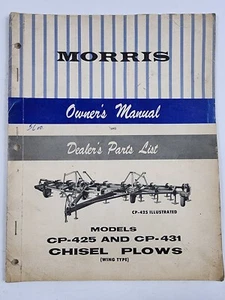 MORRIS
Owner's Manual
Dealer's Parts List
CP-425 ILLUSTRATED
MODELS
CP-425 AND CP-431
CHISEL PLOWS
(WING TYPE)